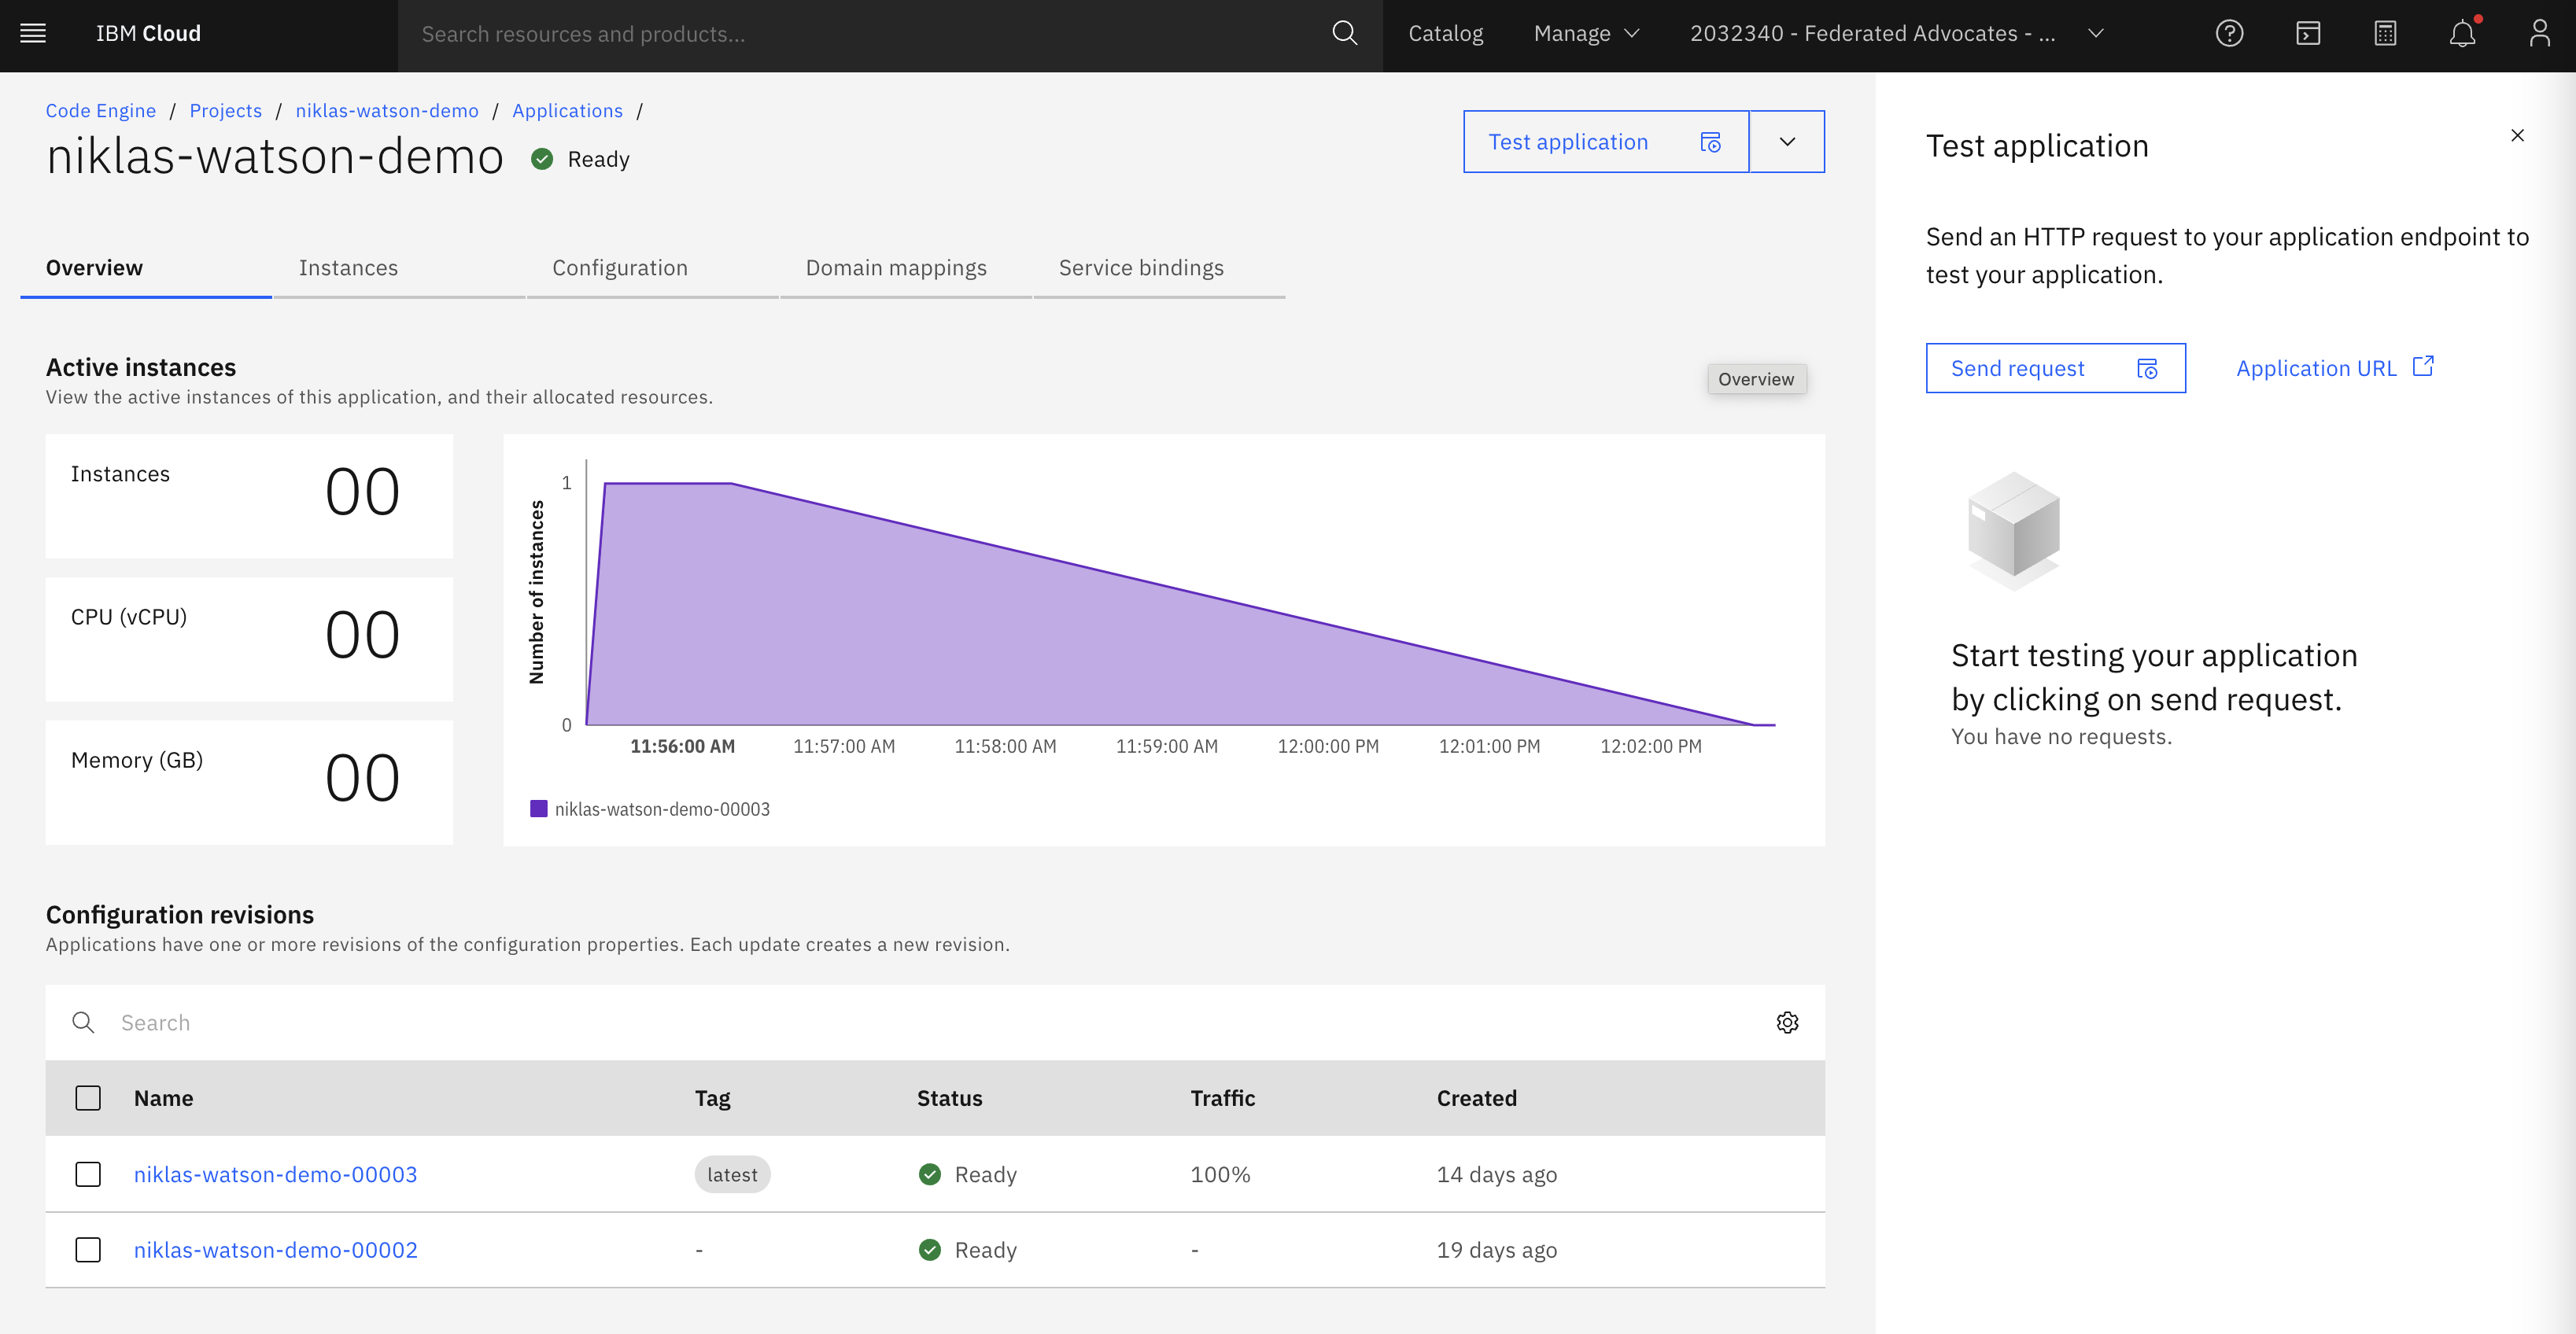 IBM Cloud
Search resources and products...
Catalog
Manage
2032340 - Federated Advocates - ...
Code Engine / Projects / niklas-watson-demo / Applications /
niklas-watson-demo
Ready
Test application
Overview
Instances
Configuration
Domain mappings
Service bindings
Active instances
View the active instances of this application, and their allocated resources.
Overview
Instances
00
CPU (vCPU)
00
Memory (GB)
00
Number of instances
1
0
11:56:00 AM
11:57:00 AM
11:58:00 AM
11:59:00 AM
12:00:00 PM
12:01:00 PM
12:02:00 PM
niklas-watson-demo-00003
Configuration revisions
Applications have one or more revisions of the configuration properties. Each update creates a new revision.
Search
Name Tag Status Traffic Created
niklas-watson-demo-00003 latest Ready 100% 14 days ago
niklas-watson-demo-00002 - Ready - 19 days ago
Test application
Send an HTTP request to your application endpoint to
test your application.
Send request
Application URL
Start testing your application
by clicking on send request.
You have no requests.